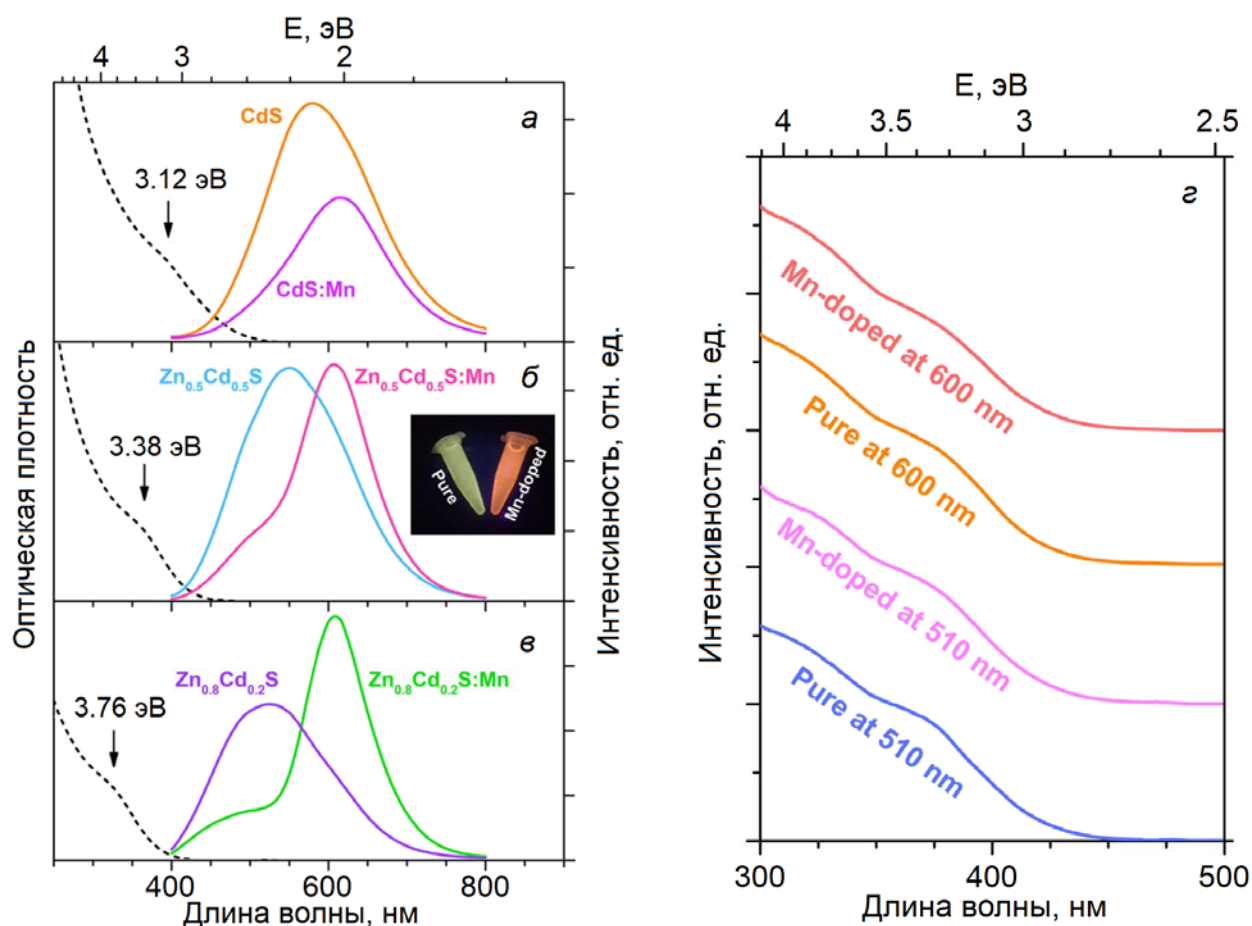 E, эВ
4 3 2
CdS
а
3.12 эВ
CdS:Mn
Zn0.5Cd0.5S
Zn0.5Cd0.5S:Mn
б
3.38 эВ
Pure
Mn-doped
Zn0.8Cd0.2S
Zn0.8Cd0.2S:Mn
в
3.76 эВ
400 600 800
Длина волны, нм
Оптическая плотность
Интенсивность, отн. ед.
E, эВ
4 3.5 3 2.5
г
Mn-doped at 600 nm
Pure at 600 nm
Mn-doped at 510 nm
Pure at 510 nm
300 400 500
Длина волны, нм
Интенсивность, отн. ед.